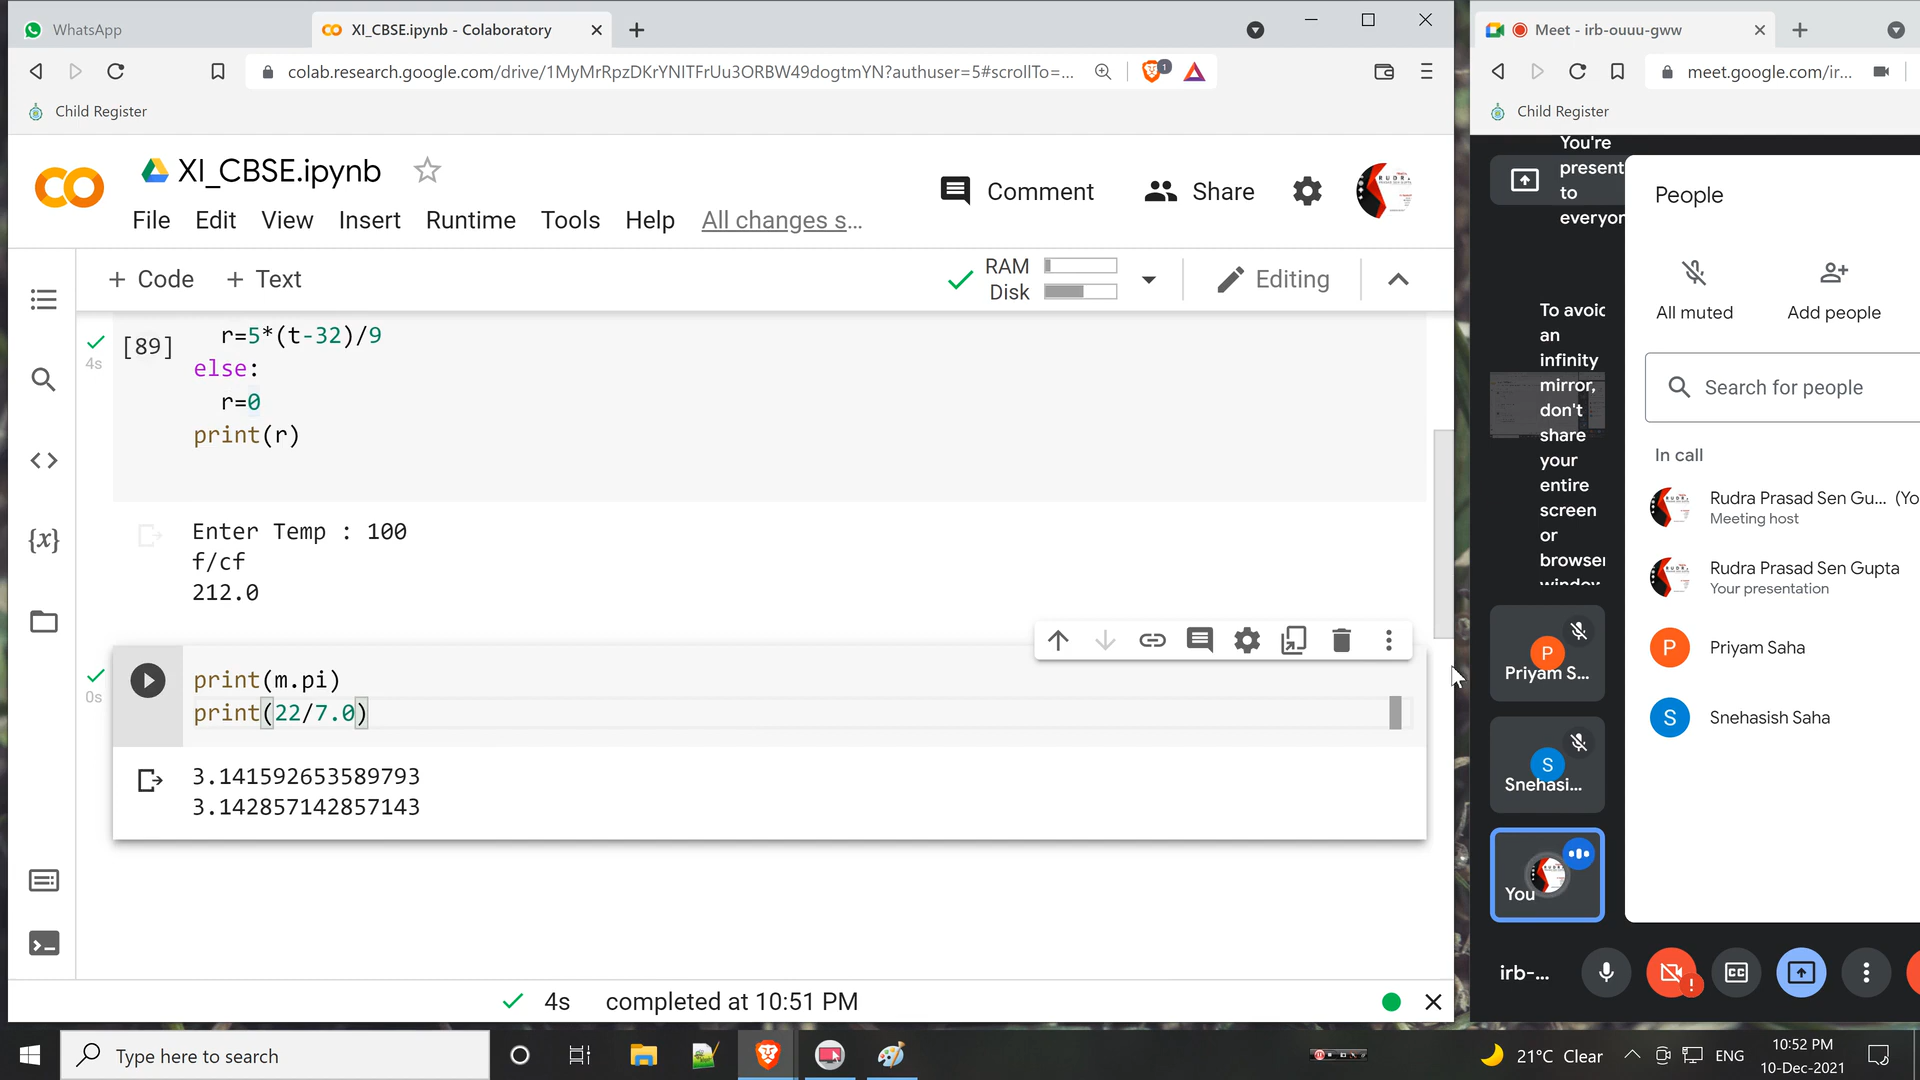 WhatsApp
XI_CBSE.ipynb - Colaboratory
colab.research.google.com/drive/1MyMrRpzDKrYNITFrUu3ORBW49dogtmYN?authuser=5#scrollTo=...
1
Child Register
XI_CBSE.ipynb
Comment
Share
File Edit View Insert Runtime Tools Help All changes s...
+ Code + Text
RAM
Disk
Editing
[89]
4s
r=5*(t-32)/9
else:
r=0
print(r)
Enter Temp : 100
f/cf
212.0
0s
print(m.pi)
print(22/7.0)
3.141592653589793
3.142857142857143
4s completed at 10:51 PM
Meet - irb-ouuu-gww
meet.google.com/ir...
Child Register
You're
present
to
everyon
To avoid
an
infinity
mirror,
don't
share
your
entire
screen
or
browser
window
People
All muted
Add people
Search for people
In call
Rudra Prasad Sen Gu... (Yo
Meeting host
Rudra Prasad Sen Gupta
Your presentation
P
Priyam Saha
S
Snehasish Saha
P
Priyam S...
S
Snehasi...
You
irb-...
Type here to search
21°C Clear
ENG
10:52 PM
10-Dec-2021